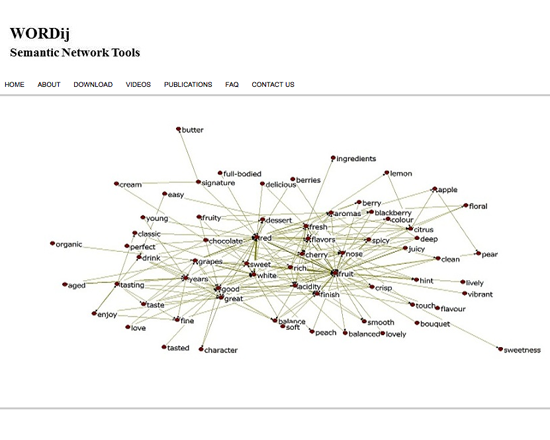 WORDij
Semantic Network Tools
HOME ABOUT DOWNLOAD VIDEOS PUBLICATIONS FAQ CONTACT US
butter
ingredients
full-bodied
lemon
cream
signature
delicious
berries
easy
apple
berry
floral
young
fruity
dessert
aromas
blackberry
colour
fresh
citrus
classic
organic
perfect
chocolate
red
flavors
spicy
deep
juicy
drink
cherry
nose
clean
pear
grapes
sweet
rich
white
fruit
years
hint
lively
aged
tasting
good
acidity
crisp
vibrant
great
finish
taste
touch
flavour
enjoy
love
fine
balance
soft
peach
smooth
balanced
lovely
bouquet
tasted
character
sweetness